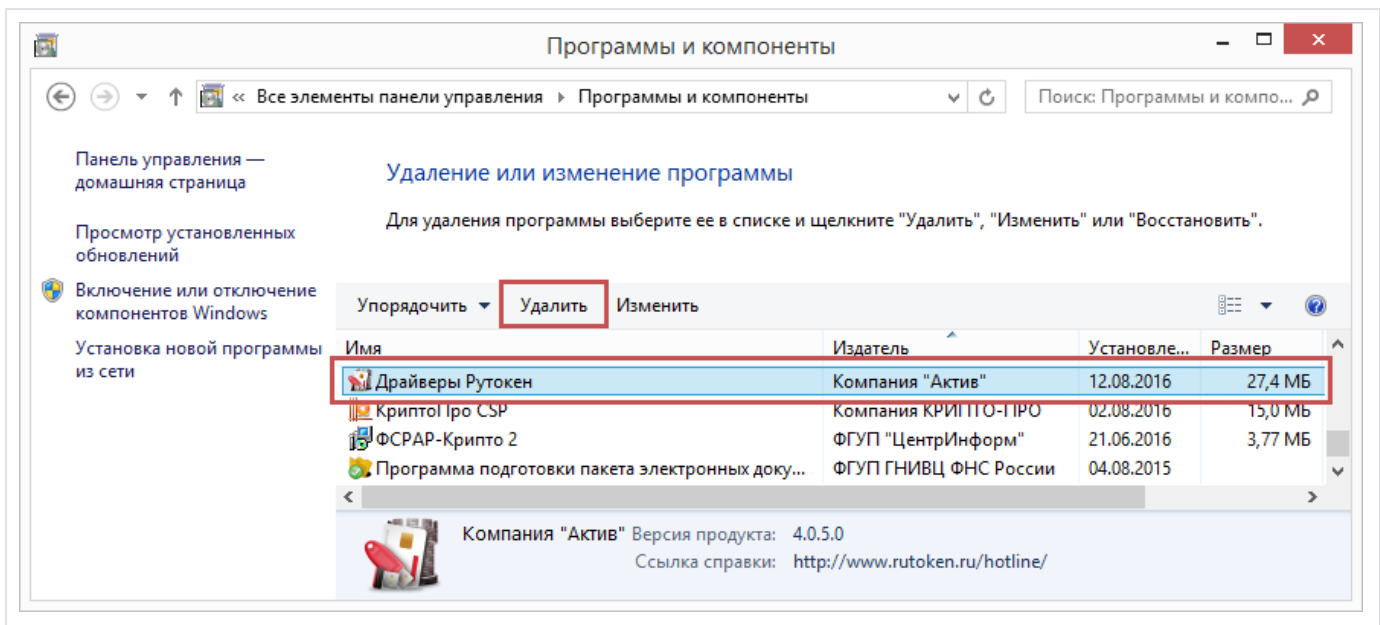 Программы и компоненты
« Все элементы панели управления Программы и компоненты
Поиск: Программы и компо...
Панель управления —
домашняя страница
Просмотр установленных
обновлений
Включение или отключение
компонентов Windows
Установка новой программы
из сети
Удаление или изменение программы
Для удаления программы выберите ее в списке и щелкните "Удалить", "Изменить" или "Восстановить".
Упорядочить Удалить Изменить
Имя Издатель Установле... Размер
Драйверы Рутокен Компания "Актив" 12.08.2016 27,4 МБ
КриптоПро CSP Компания КРИПТО-ПРО 02.08.2016 15,0 МБ
ФСРАР-Крипто 2 ФГУП "ЦентрИнформ" 21.06.2016 3,77 МБ
Программа подготовки пакета электронных доку... ФГУП ГНИВЦ ФНС России 04.08.2015
Компания "Актив" Версия продукта: 4.0.5.0
Ссылка справки: http://www.rutoken.ru/hotline/